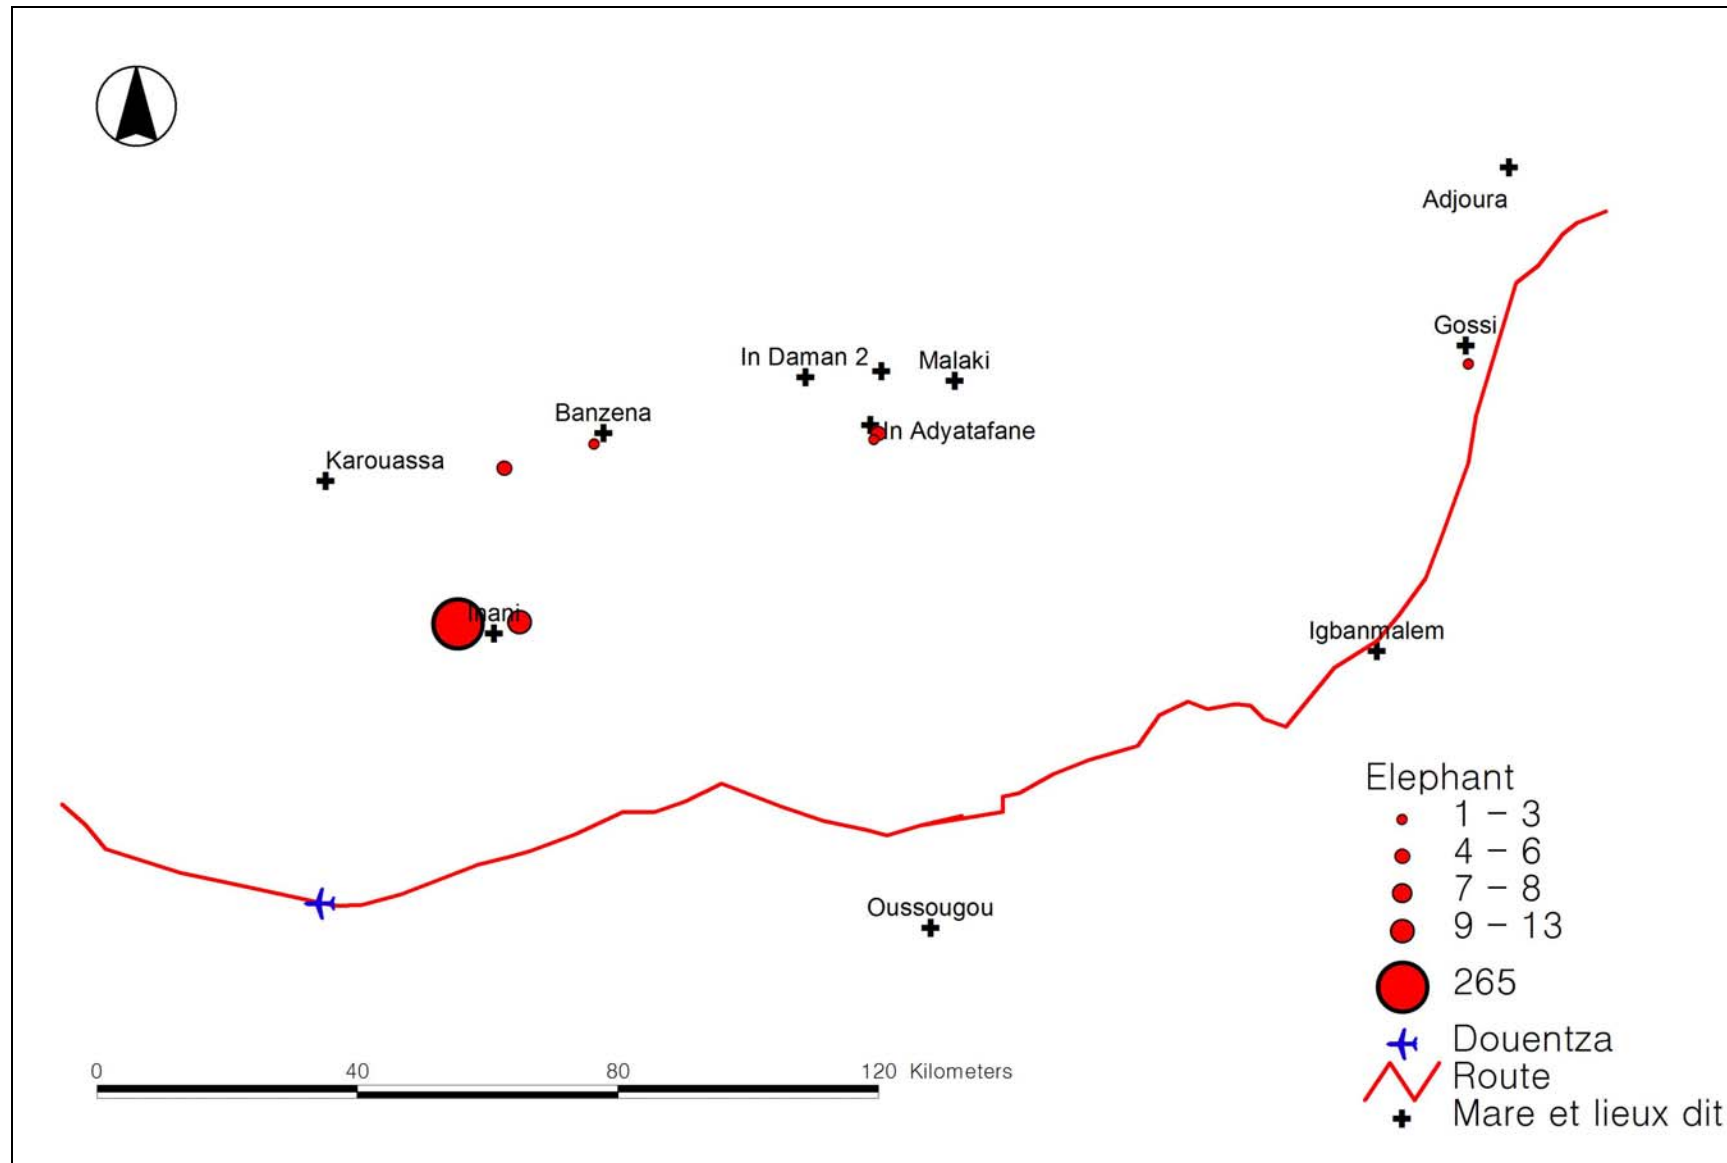 Adjoura
Gossi
In Daman 2
Malaki
Banzena
In Adyatafane
Karouassa
Inani
Igbanmalem
Oussougou
Elephant
1 – 3
4 – 6
7 – 8
9 – 13
265
Douentza
Route
Mare et lieux dit
0 40 80 120 Kilometers